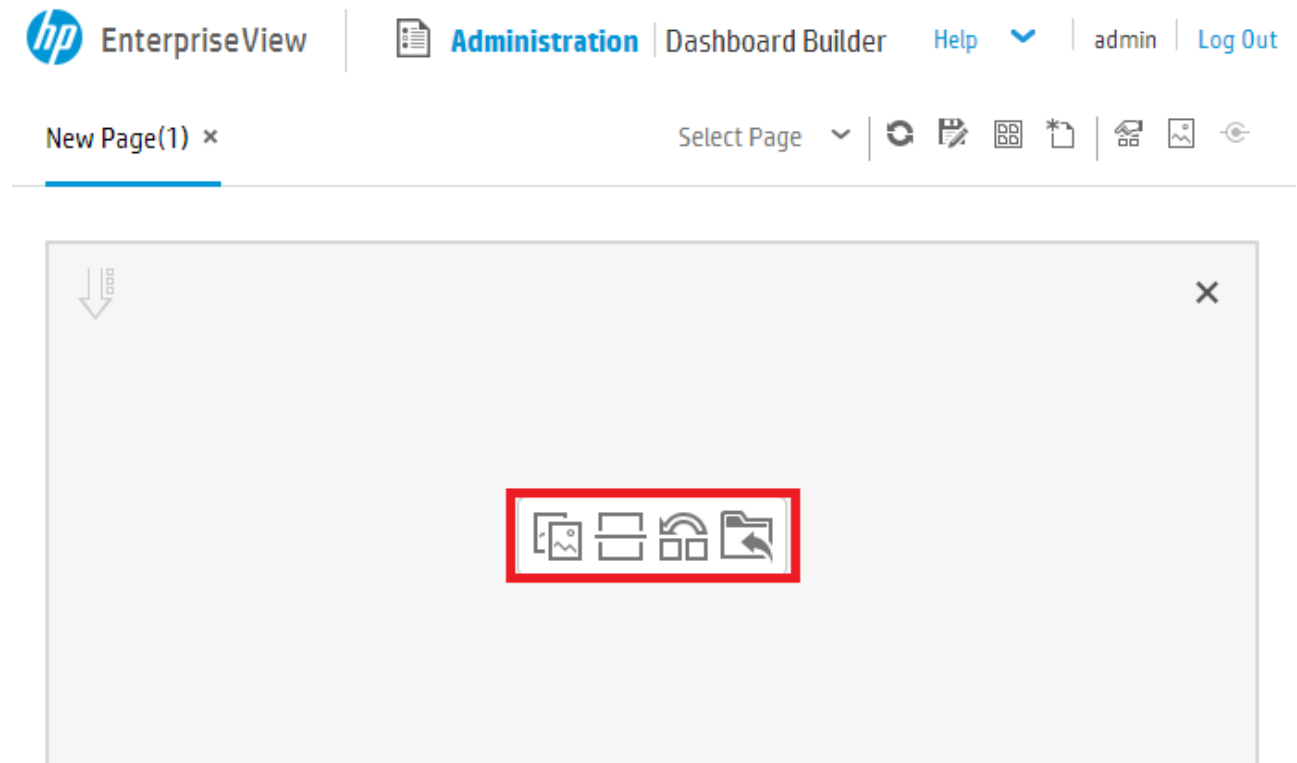 hp EnterpriseView Administration Dashboard Builder Help admin Log Out
New Page(1) × Select Page